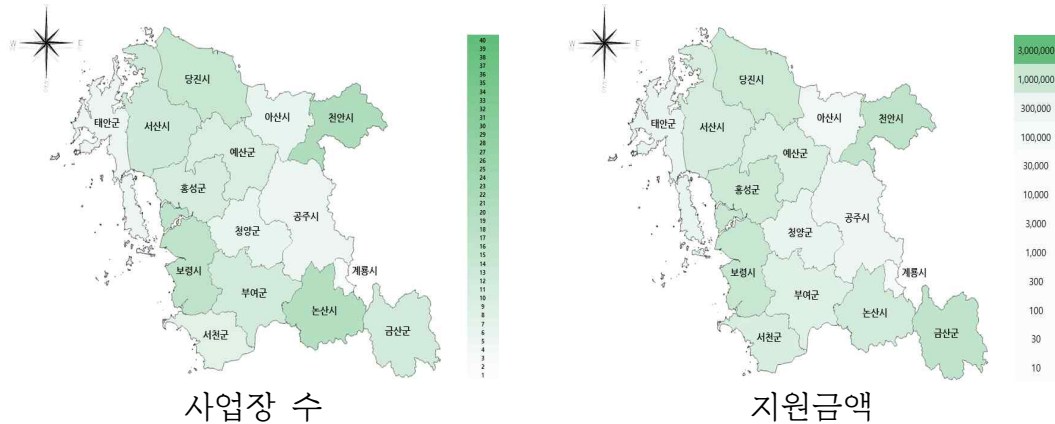 W E
당진시
아산시
천안시
태안군
서산시
예산군
홍성군
공주시
청양군
보령시
계룡시
부여군
논산시
서천군
금산군
40
39
38
37
36
35
34
33
32
31
30
29
28
27
26
25
24
23
22
21
20
19
18
17
16
15
14
13
12
11
10
9
8
7
6
5
4
3
2
1
사업장 수
W E
당진시
아산시
천안시
태안군
서산시
예산군
홍성군
공주시
청양군
보령시
계룡시
부여군
논산시
서천군
금산군
3,000,000
1,000,000
300,000
100,000
30,000
10,000
3,000
1,000
300
100
30
10
지원금액